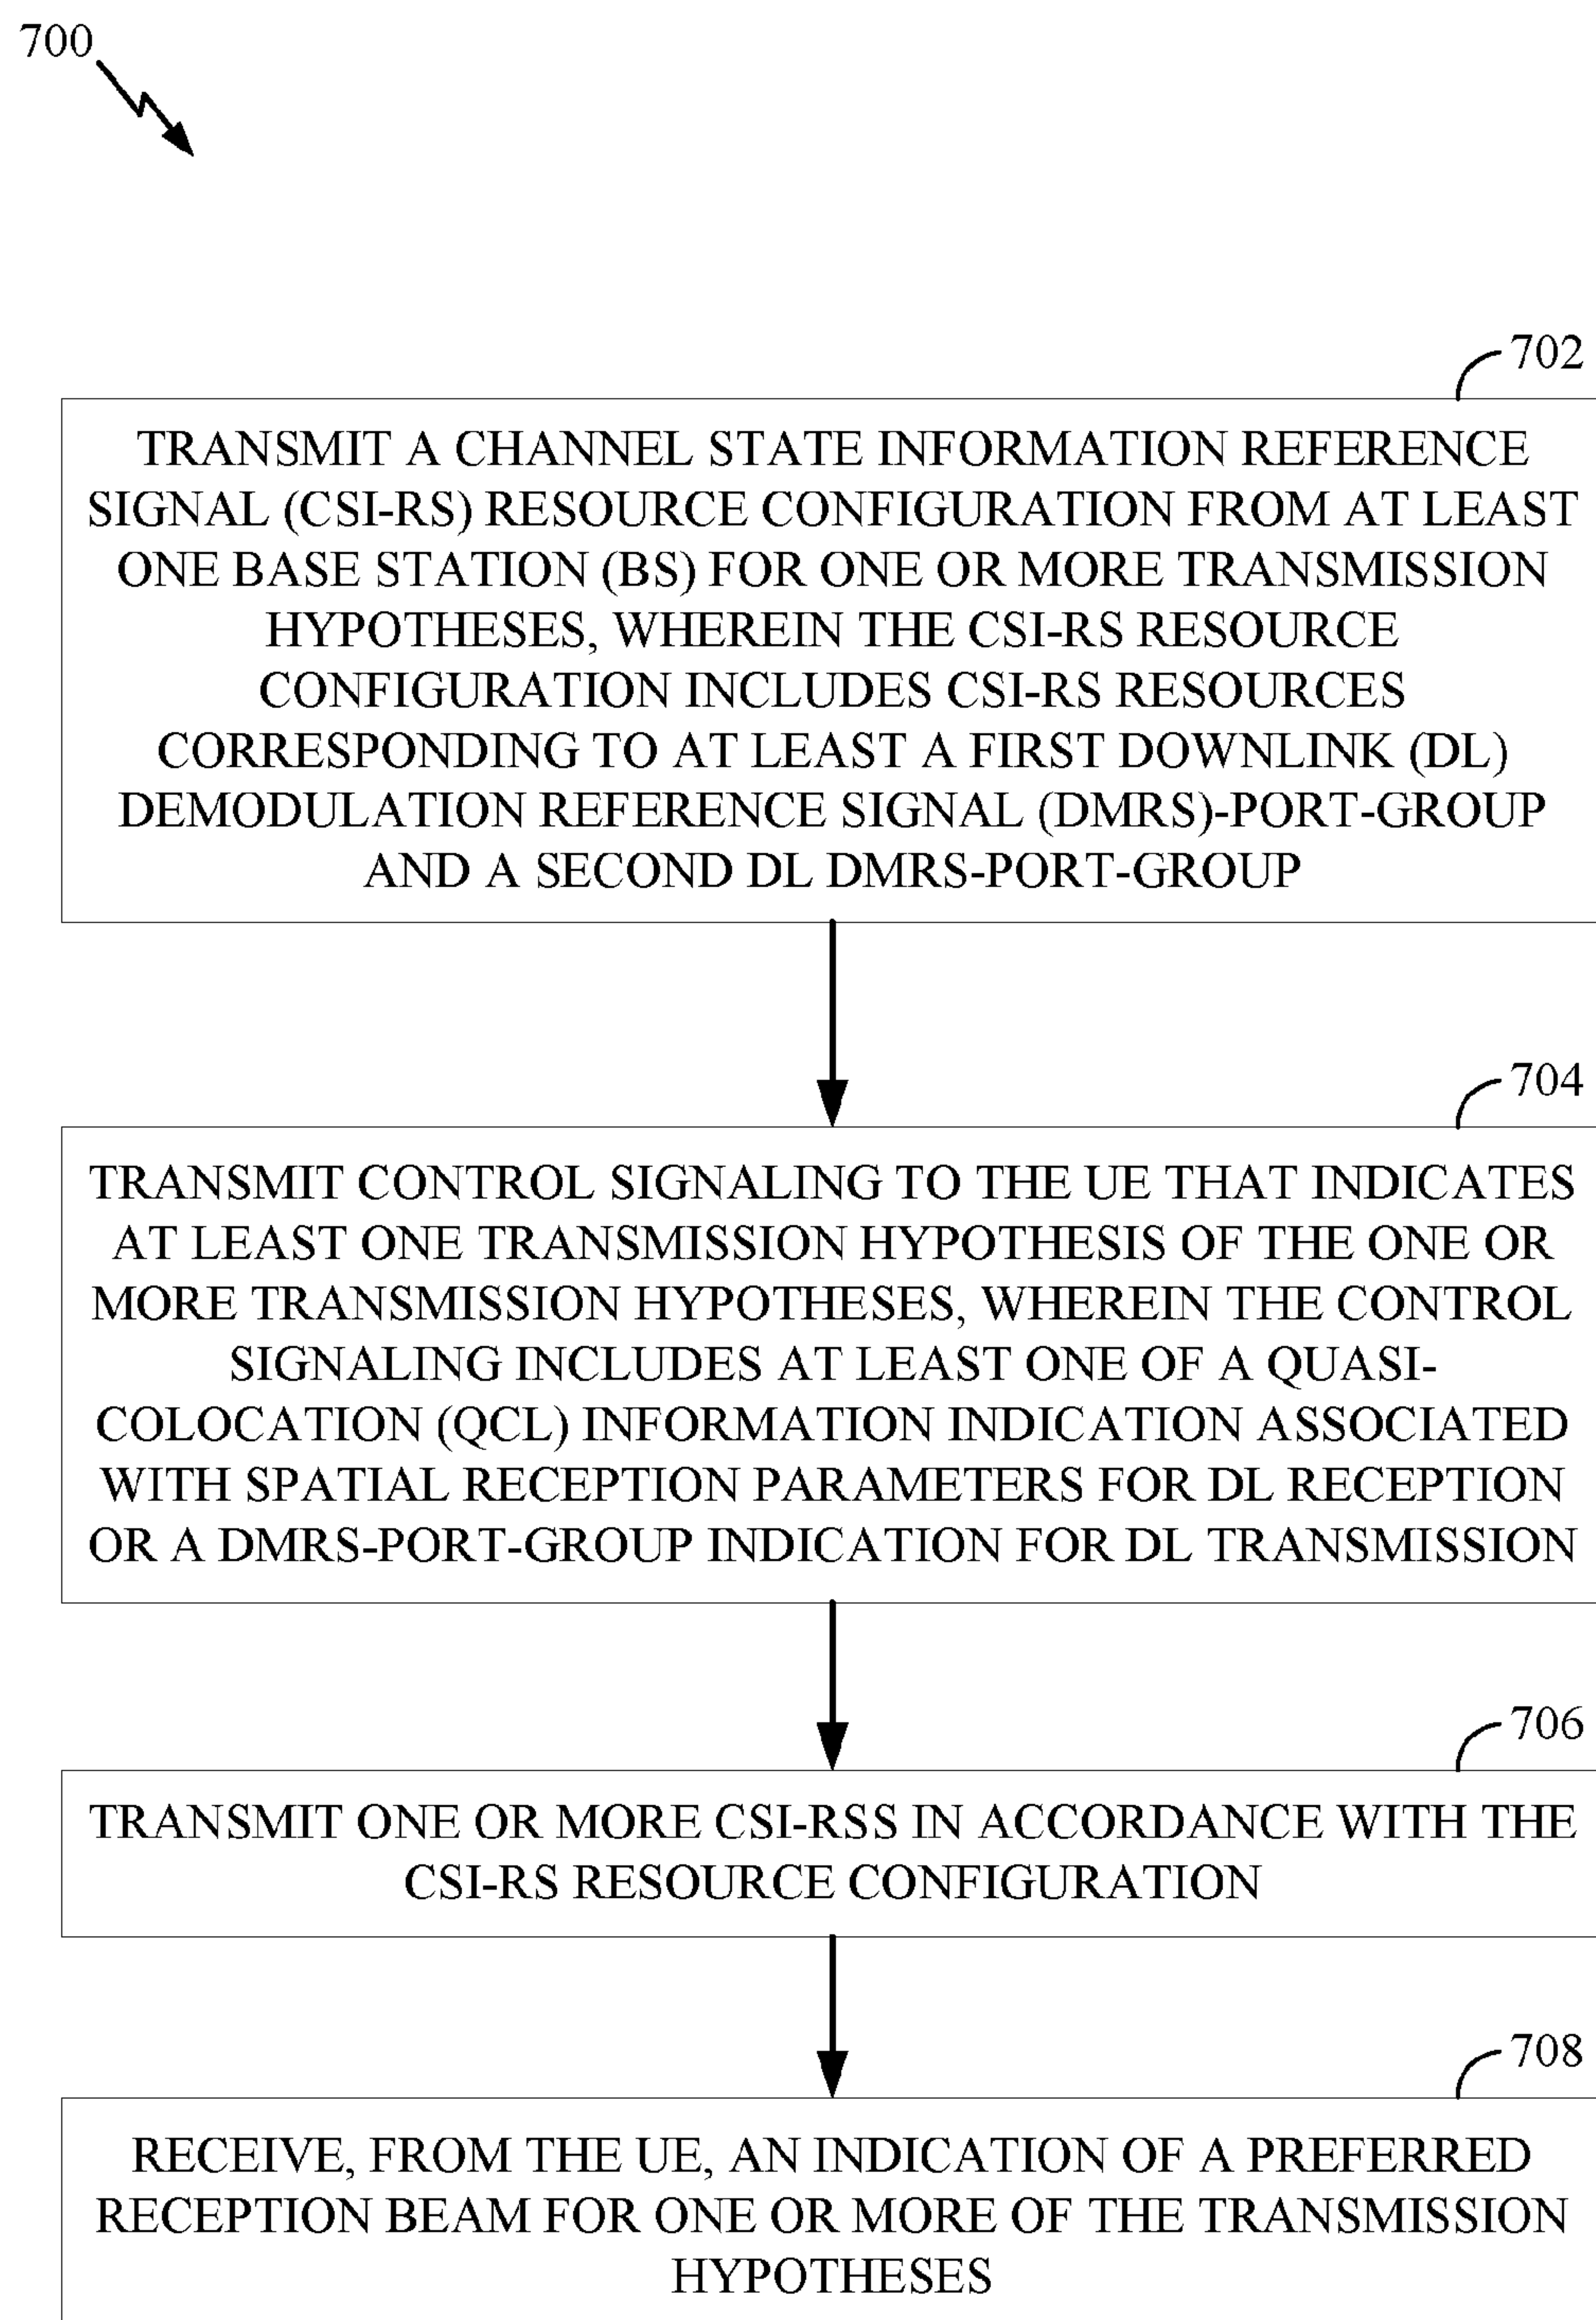 700
702
TRANSMIT A CHANNEL STATE INFORMATION REFERENCE
SIGNAL (CSI-RS) RESOURCE CONFIGURATION FROM AT LEAST
ONE BASE STATION (BS) FOR ONE OR MORE TRANSMISSION
HYPOTHESES, WHEREIN THE CSI-RS RESOURCE
CONFIGURATION INCLUDES CSI-RS RESOURCES
CORRESPONDING TO AT LEAST A FIRST DOWNLINK (DL)
DEMODULATION REFERENCE SIGNAL (DMRS)-PORT-GROUP
AND A SECOND DL DMRS-PORT-GROUP
704
TRANSMIT CONTROL SIGNALING TO THE UE THAT INDICATES
AT LEAST ONE TRANSMISSION HYPOTHESIS OF THE ONE OR
MORE TRANSMISSION HYPOTHESES, WHEREIN THE CONTROL
SIGNALING INCLUDES AT LEAST ONE OF A QUASI-
COLOCATION (QCL) INFORMATION INDICATION ASSOCIATED
WITH SPATIAL RECEPTION PARAMETERS FOR DL RECEPTION
OR A DMRS-PORT-GROUP INDICATION FOR DL TRANSMISSION
706
TRANSMIT ONE OR MORE CSI-RSS IN ACCORDANCE WITH THE
CSI-RS RESOURCE CONFIGURATION
708
RECEIVE, FROM THE UE, AN INDICATION OF A PREFERRED
RECEPTION BEAM FOR ONE OR MORE OF THE TRANSMISSION
HYPOTHESES